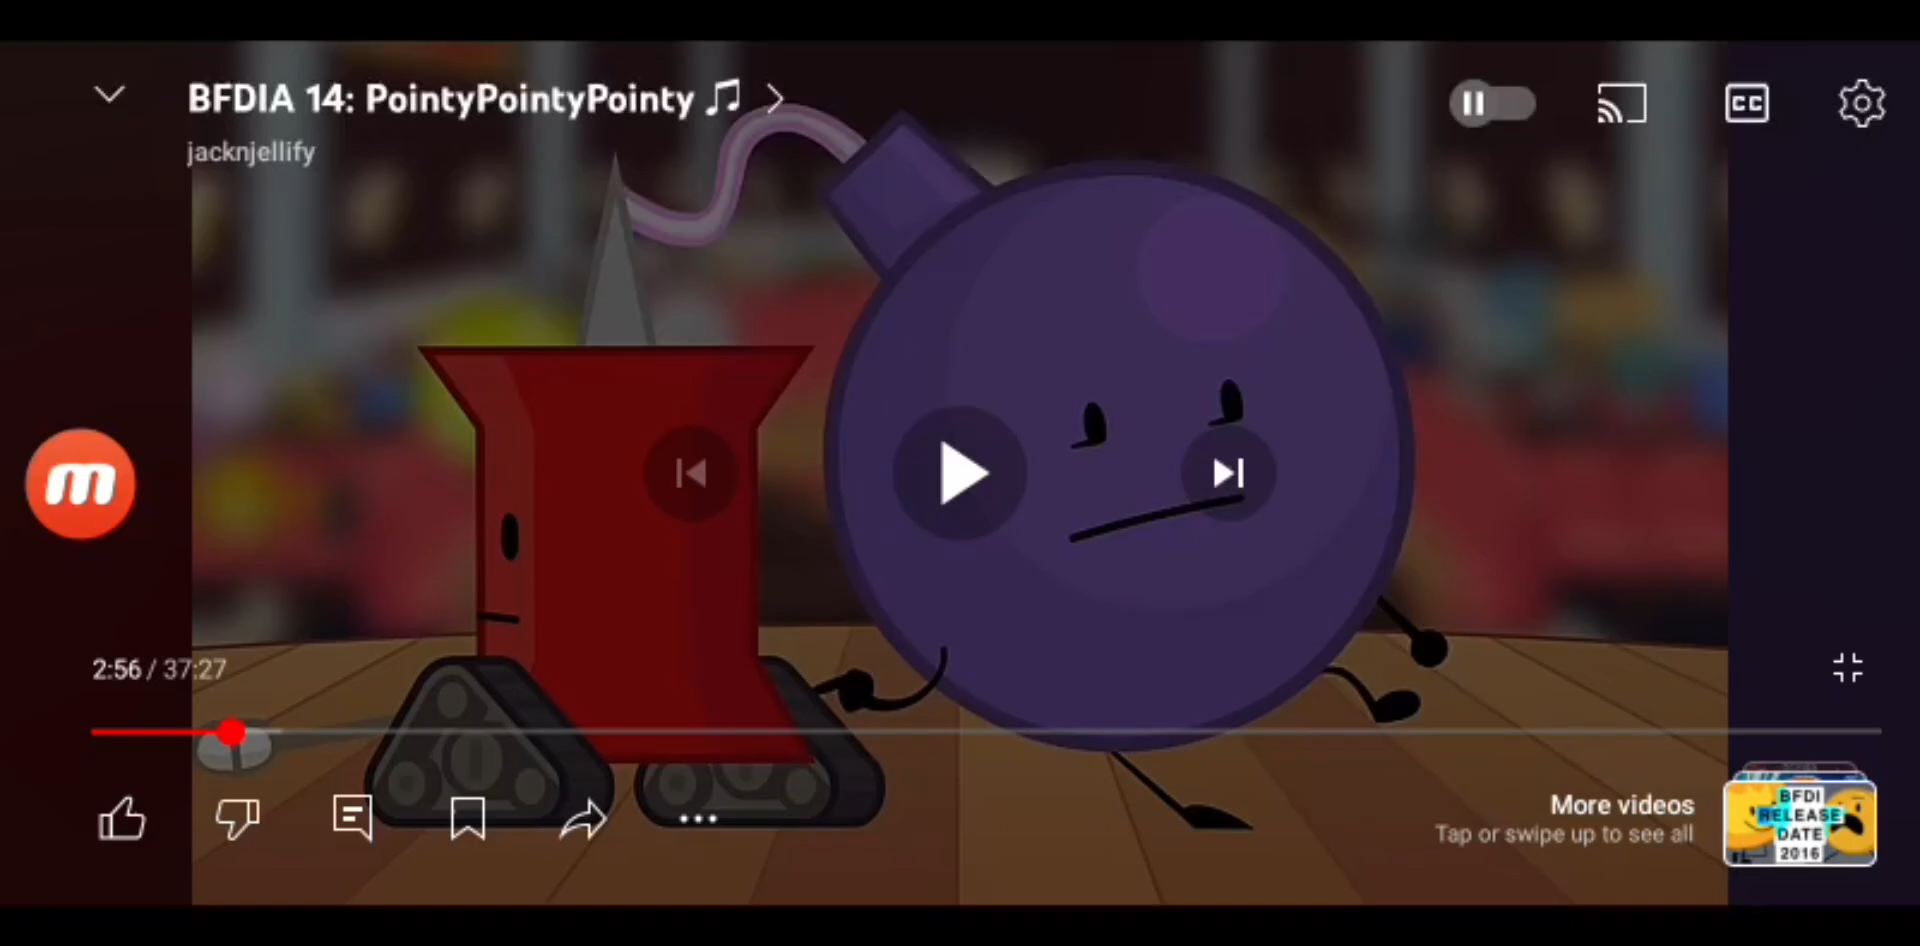 BFDIA 14: PointyPointyPointy
jacknjellify
CC
m
2:56 / 37:27
More videos
Tap or swipe up to see all
BFDI
RELEASE
DATE
2016